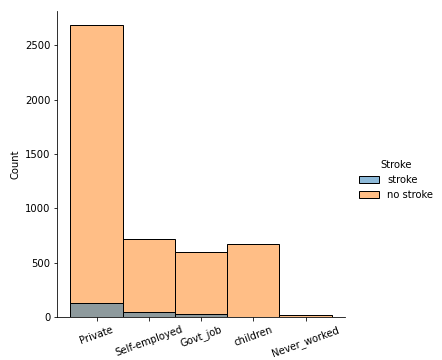 2500
2000
1500
1000
500
0
Count
Private
Self-employed
Govt_job
children
Never_worked
Stroke
stroke
no stroke